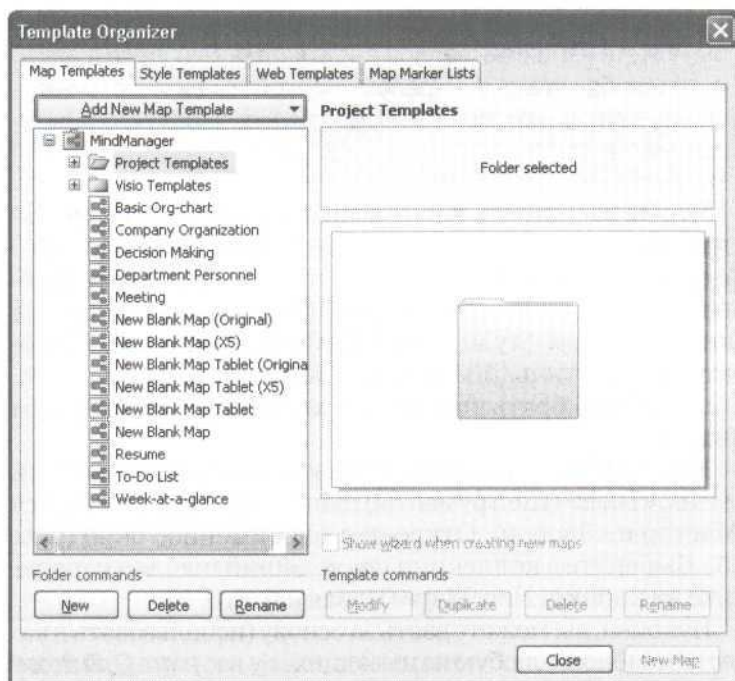 Template Organizer
Map Templates
Style Templates
Web Templates
Map Marker Lists
Add New Map Template
MindManager
Project Templates
Visio Templates
Basic Org-chart
Company Organization
Decision Making
Department Personnel
Meeting
New Blank Map (Original)
New Blank Map (X5)
New Blank Map Tablet (Origina
New Blank Map Tablet (X5)
New Blank Map Tablet
New Blank Map
Resume
To-Do List
Week-at-a-glance
Project Templates
Folder selected
Show wizard when creating new maps
Folder commands
New
Delete
Rename
Template commands
Modify
Duplicate
Delete
Rename
Close
New Map